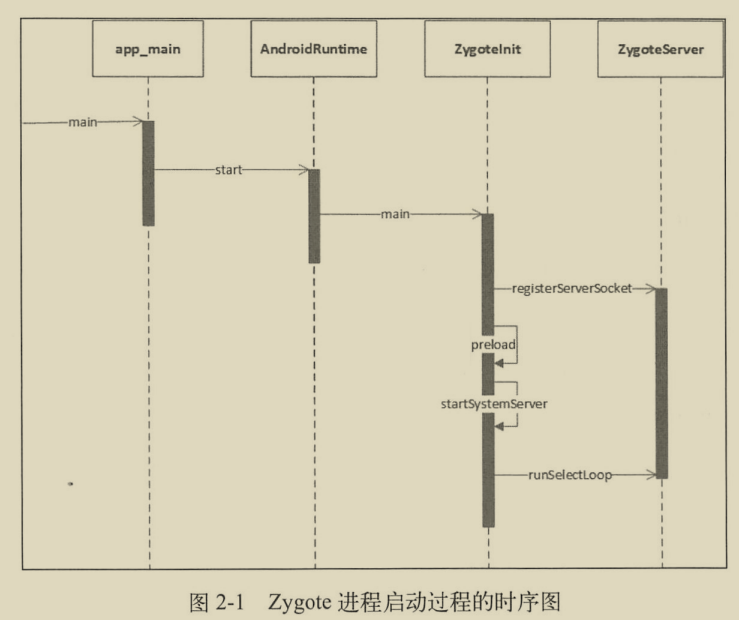 app_main
AndroidRuntime
ZygoteInit
ZygoteServer
main
start
main
registerServerSocket
preload
startSystemServer
runSelectLoop
图 2-1 Zygote 进程启动过程的时序图